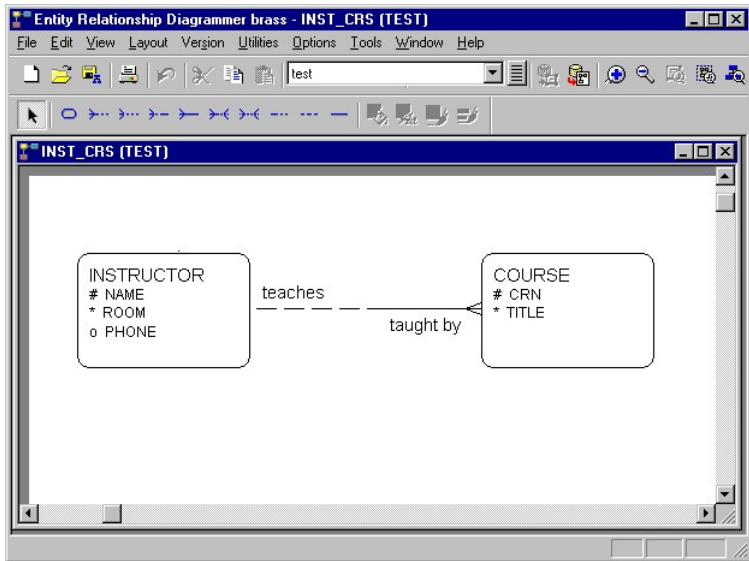 Entity Relationship Diagrammer brass - INST_CRS (TEST)
File Edit View Layout Version Utilities Options Tools Window Help
test
INST_CRS (TEST)
INSTRUCTOR
# NAME
* ROOM
o PHONE
teaches
taught by
COURSE
# CRN
* TITLE